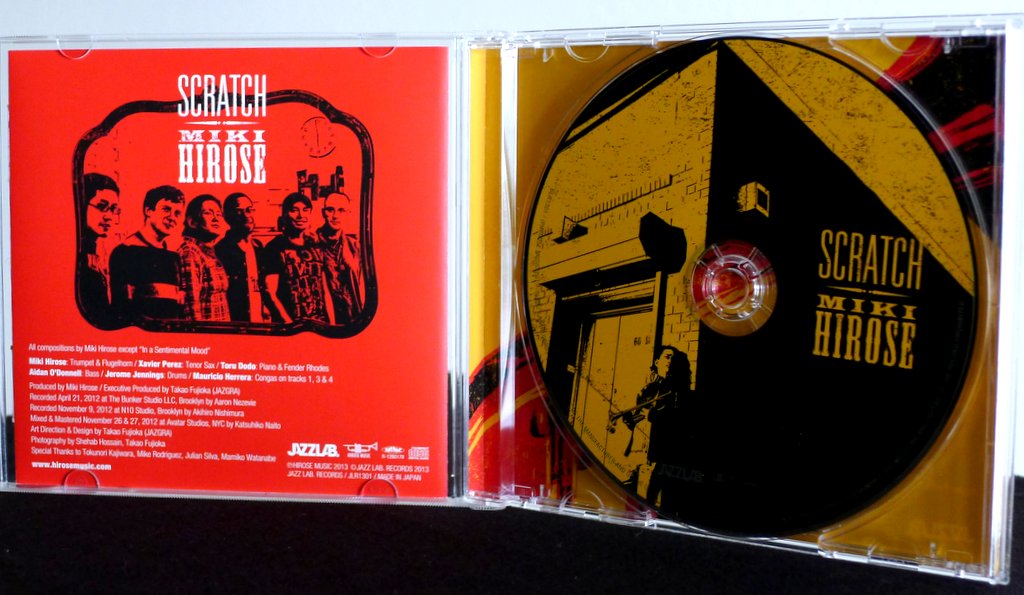 SCRATCH
MIKI
HIROSE
All compositions by Miki Hirose except "In a Sentimental Mood"
Miki Hirose: Trumpet & Flugelhorn / Xavier Perez: Tenor Sax / Toru Dodo: Piano & Fender Rhodes
Aidan O'Donnell: Bass / Jerome Jennings: Drums / Mauricio Herrera: Congas on tracks 1, 3 & 4
Produced by Miki Hirose / Executive Produced by Takao Fujioka (JAZGRA)
Recorded April 21, 2012 at The Bunker Studio LLC, Brooklyn by Aaron Nezevie
Recorded November 9, 2012 at N10 Studio, Brooklyn by Akihiro Nishimura
Mixed & Mastered November 26 & 27, 2012 at Avatar Studios, NYC by Katsuhiko Naito
Art Direction & Design by Takao Fujioka (JAZGRA)
Photography by Shehab Hossain, Takao Fujioka
Special Thanks to Tokunori Kajiwara, Mike Rodriguez, Julian Silva, Mamiko Watanabe
www.hirosemusic.com
JAZZLAB.
℗HIROSE MUSIC 2013 ©JAZZ LAB. RECORDS 2013
JAZZ LAB. RECORDS / JLR1301 / MADE IN JAPAN
SCRATCH
MIKI
HIROSE
JAZZLAB.